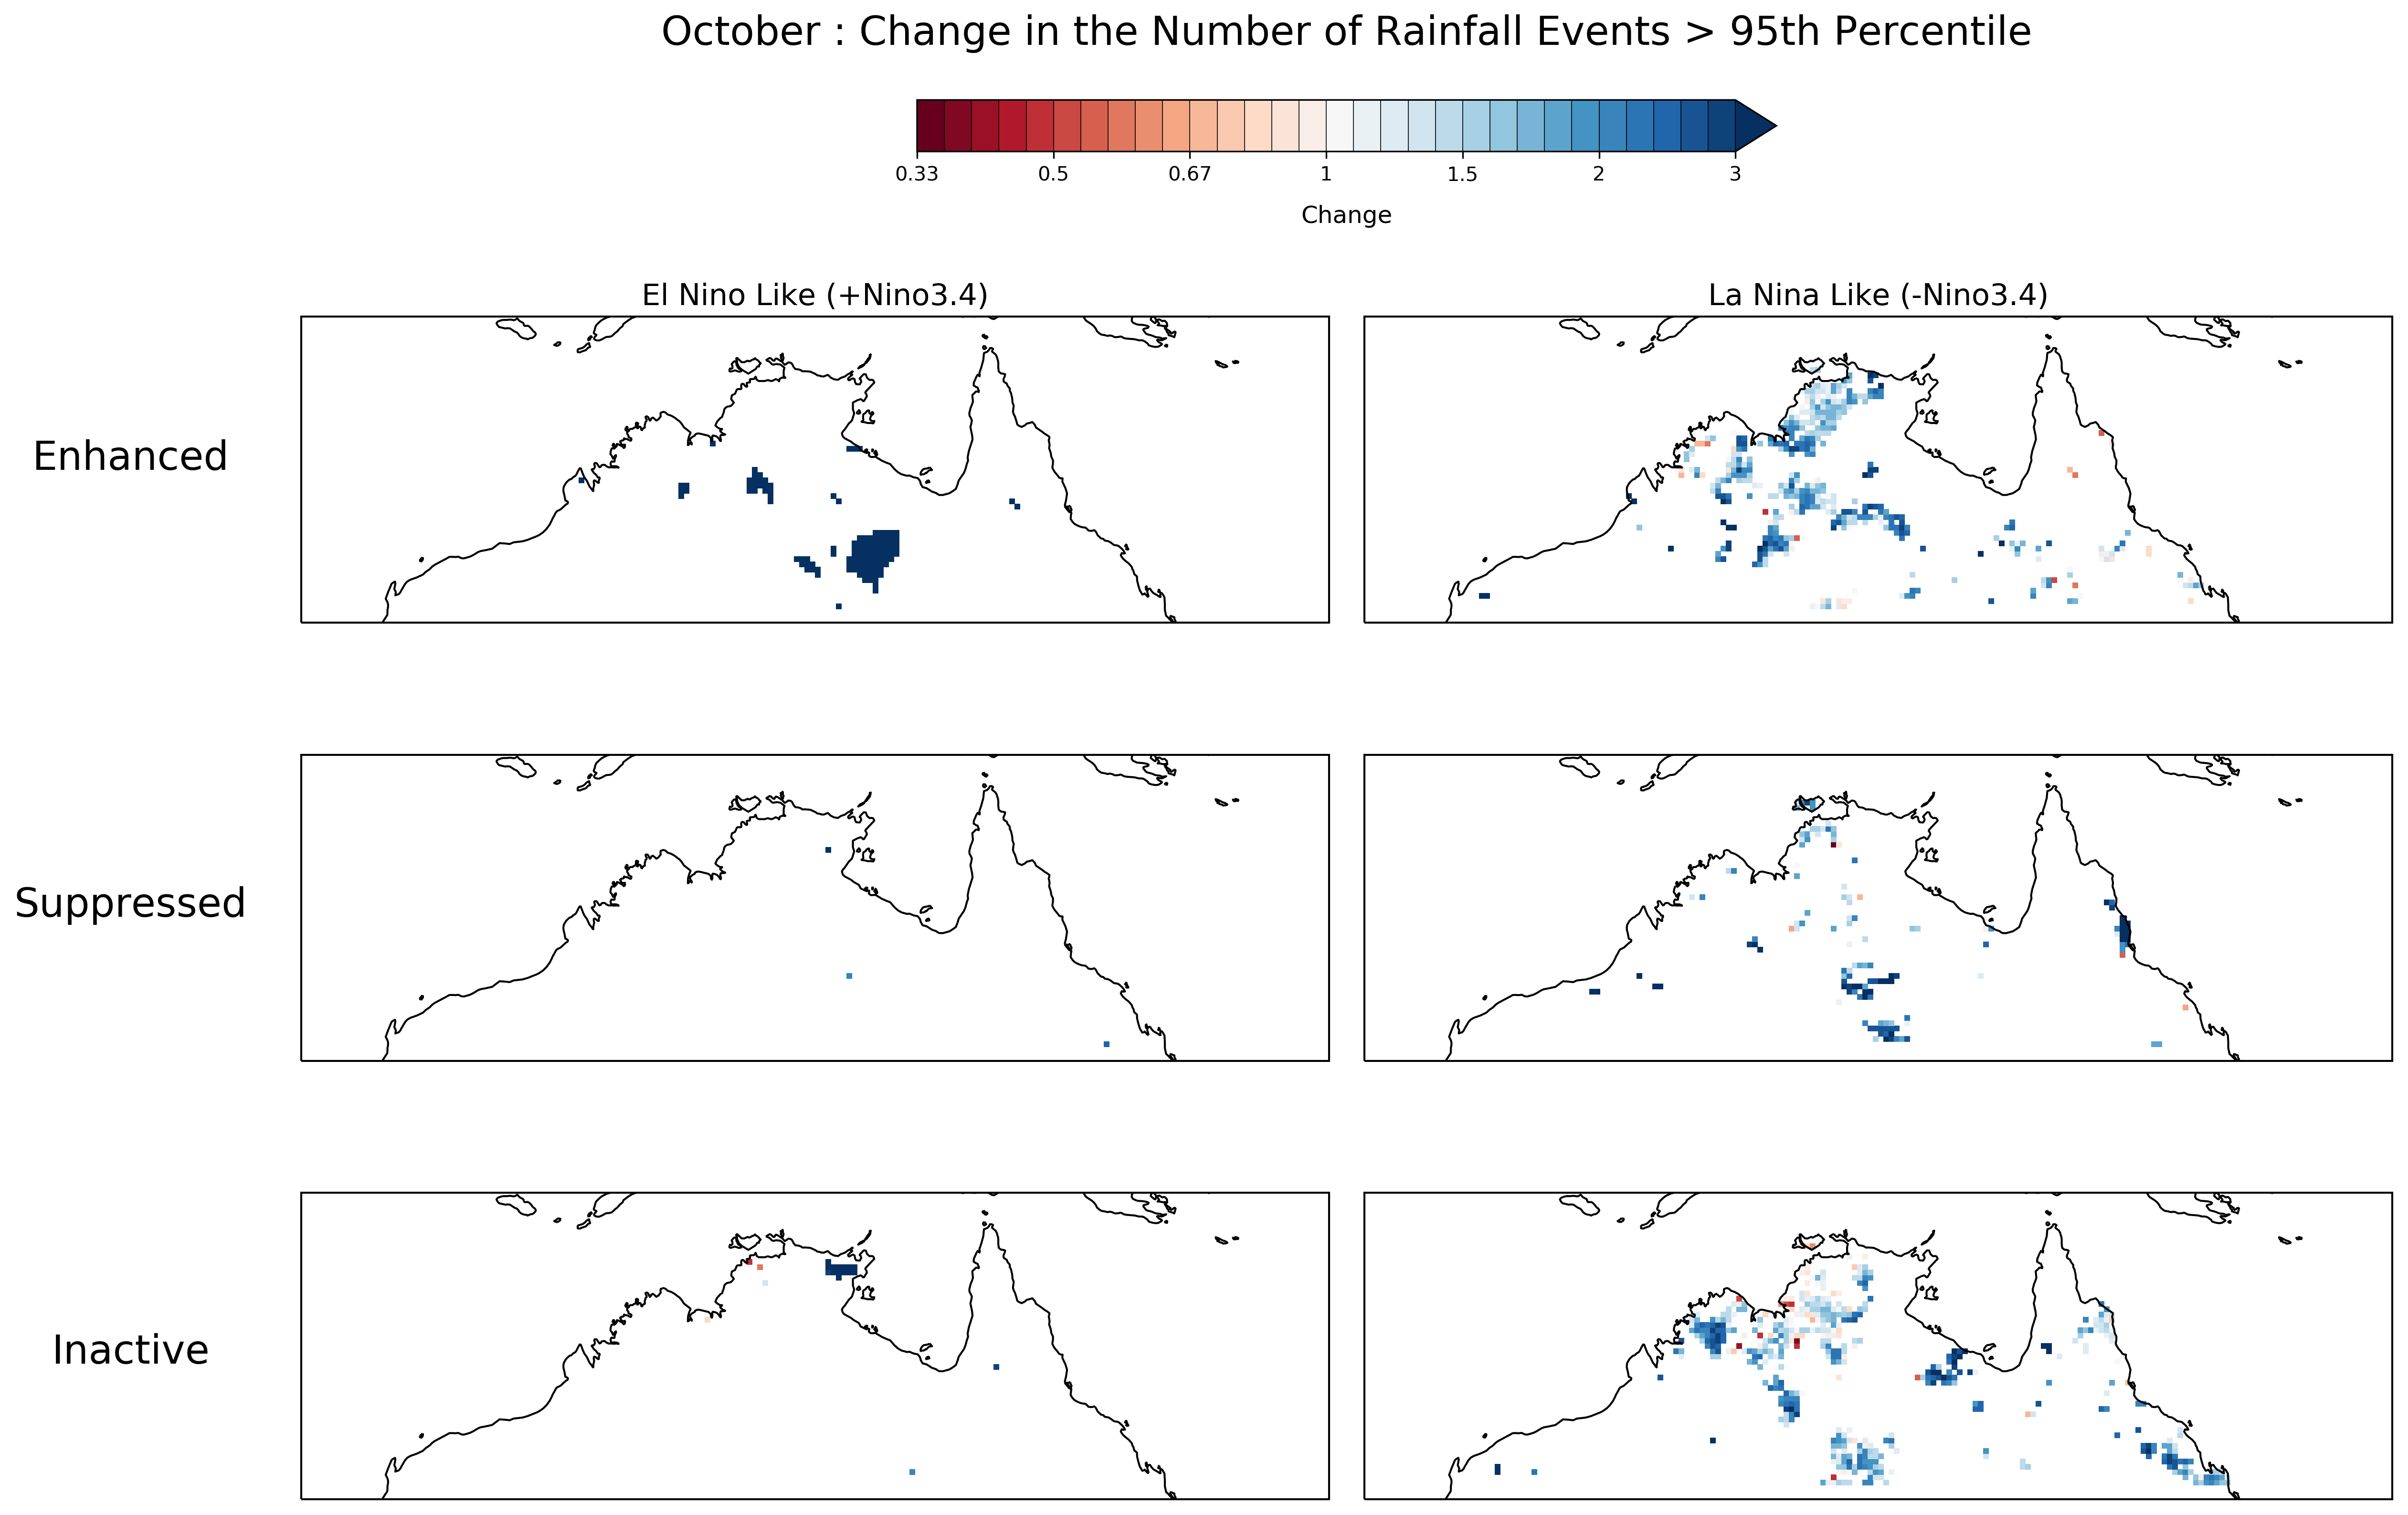 October : Change in the Number of Rainfall Events > 95th Percentile
0.33 0.5 0.67 1 1.5 2 3
Change
El Nino Like (+Nino3.4) La Nina Like (-Nino3.4)
Enhanced
Suppressed
Inactive